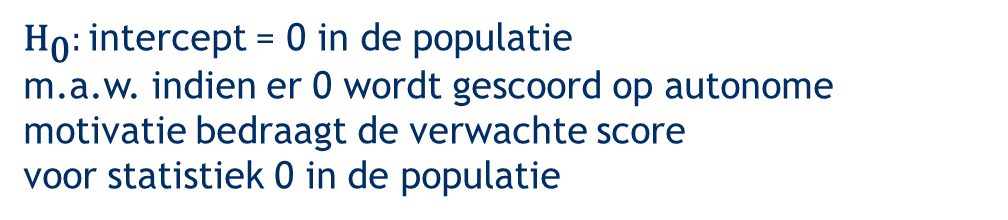 H₀: intercept = 0 in de populatie
m.a.w. indien er 0 wordt gescoord op autonome
motivatie bedraagt de verwachte score
voor statistiek 0 in de populatie